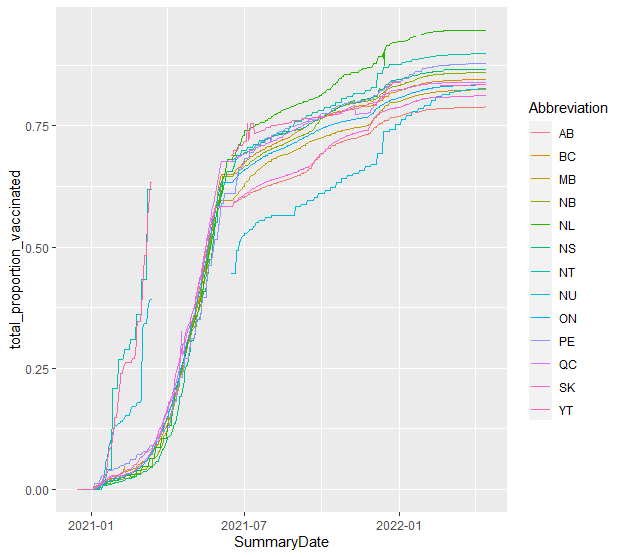 total_proportion_vaccinated
0.75
0.50
0.25
0.00
2021-01
2021-07
2022-01
SummaryDate
Abbreviation
AB
BC
MB
NB
NL
NS
NT
NU
ON
PE
QC
SK
YT